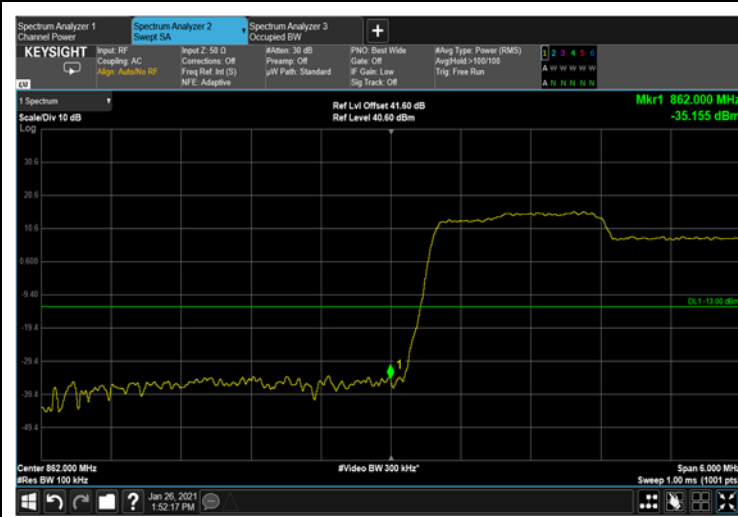 Spectrum Analyzer 1
Channel Power
Spectrum Analyzer 2
Swept SA
Spectrum Analyzer 3
Occupied BW
+
KEYSIGHT
Input: RF
Coupling: AC
Align: Auto/No RF
Input Z: 50 Ω
Corrections: Off
Freq Ref: Int (S)
NFE: Adaptive
#Atten: 30 dB
Preamp: Off
µW Path: Standard
PNO: Best Wide
Gate: Off
IF Gain: Low
Sig Track: Off
#Avg Type: Power (RMS)
Avg|Hold:>100/100
Trig: Free Run
1 2 3 4 5 6
A W W W W W
A N N N N N
LXI
1 Spectrum
Scale/Div 10 dB
Log
Ref Lvl Offset 41.60 dB
Ref Level 40.60 dBm
Mkr1 862.000 MHz
-35.155 dBm
30.6
20.6
10.6
0.600
-9.40
DL1 -13.00 dBm
-19.4
-29.4
1
-39.4
-49.4
Center 862.000 MHz
#Res BW 100 kHz
#Video BW 300 kHz*
Span 6.000 MHz
Sweep 1.00 ms (1001 pts)
?
Jan 26, 2021
1:52:17 PM